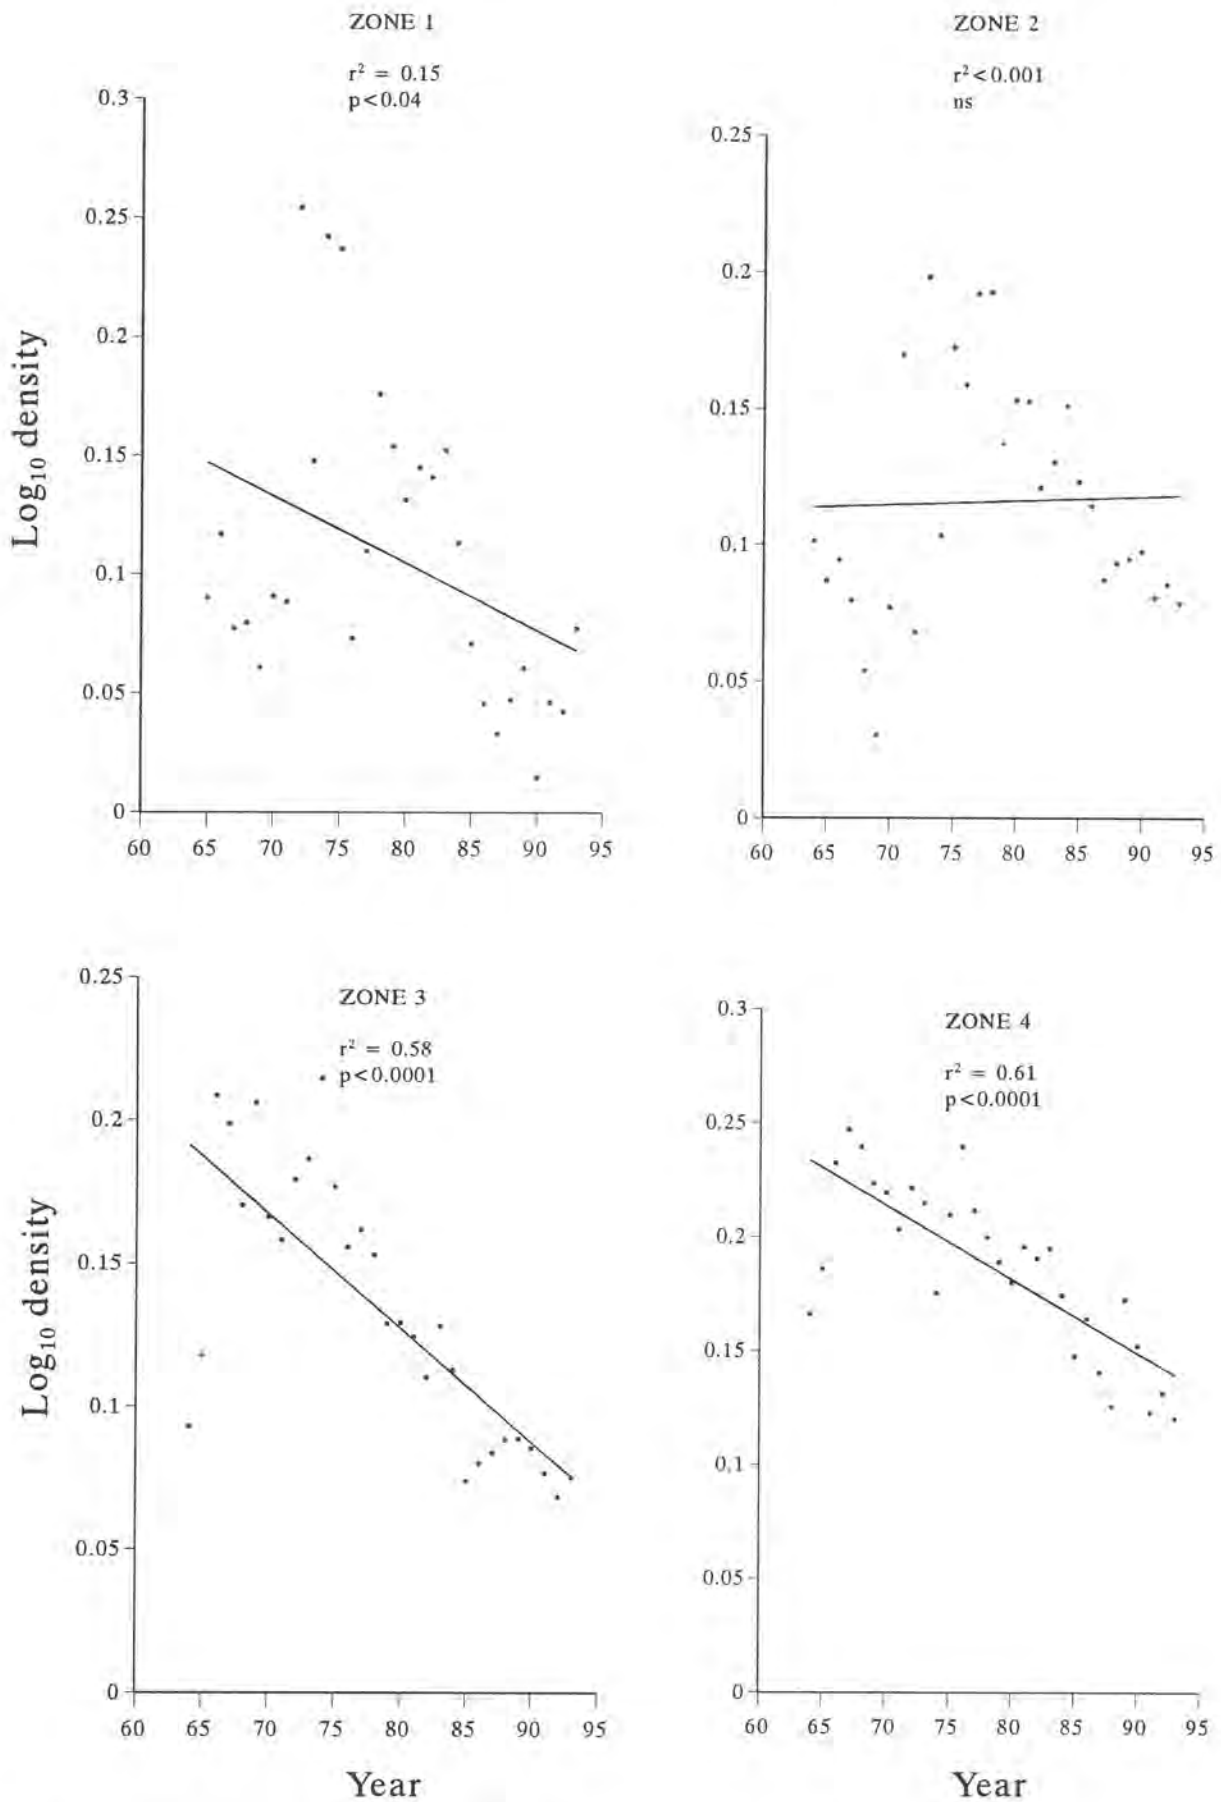 ZONE 1
r² = 0.15
p<0.04
0.3
0.25
0.2
0.15
0.1
0.05
0
60 65 70 75 80 85 90 95
Log₁₀ density
ZONE 2
r²<0.001
ns
0.25
0.2
0.15
0.1
0.05
0
60 65 70 75 80 85 90 95
ZONE 3
r² = 0.58
p<0.0001
0.25
0.2
0.15
0.1
0.05
0
60 65 70 75 80 85 90 95
Log₁₀ density
Year
ZONE 4
r² = 0.61
p<0.0001
0.3
0.25
0.2
0.15
0.1
0.05
0
60 65 70 75 80 85 90 95
Year